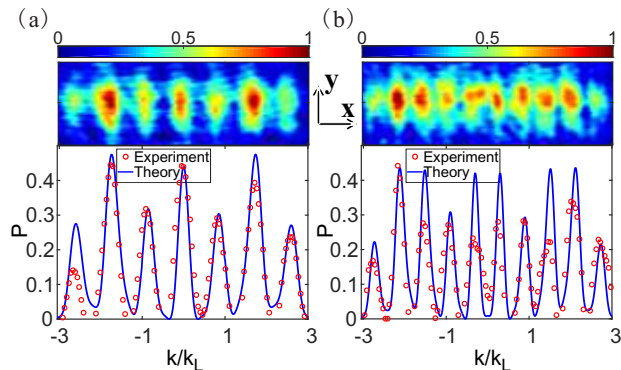 (a) (b)
0 0.5 1 0 0.5 1
y
x
Experiment Experiment
Theory Theory
0.4 0.4
0.3 0.3
P P
0.2 0.2
0.1 0.1
0 0
-3 -1 1 3 -3 -1 1 3
k/k_L k/k_L